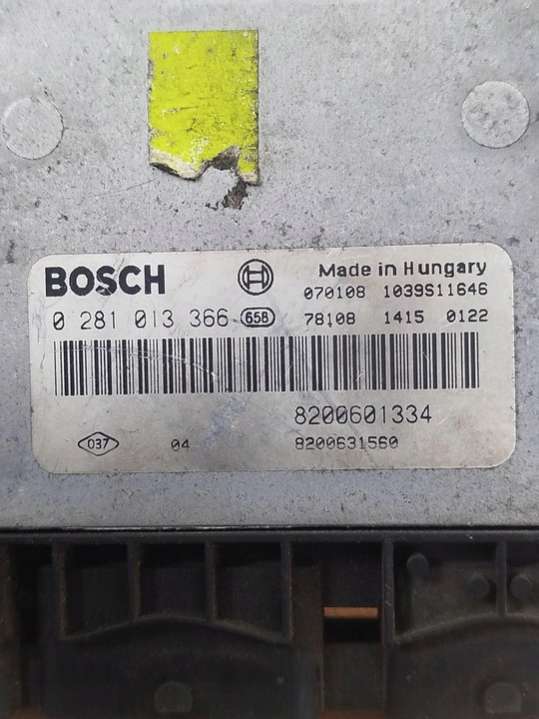 BOSCH
Made in Hungary
070108 1039S11646
0 281 013 366 658 78108 1415 0122
8200601334
037 04 8200631560